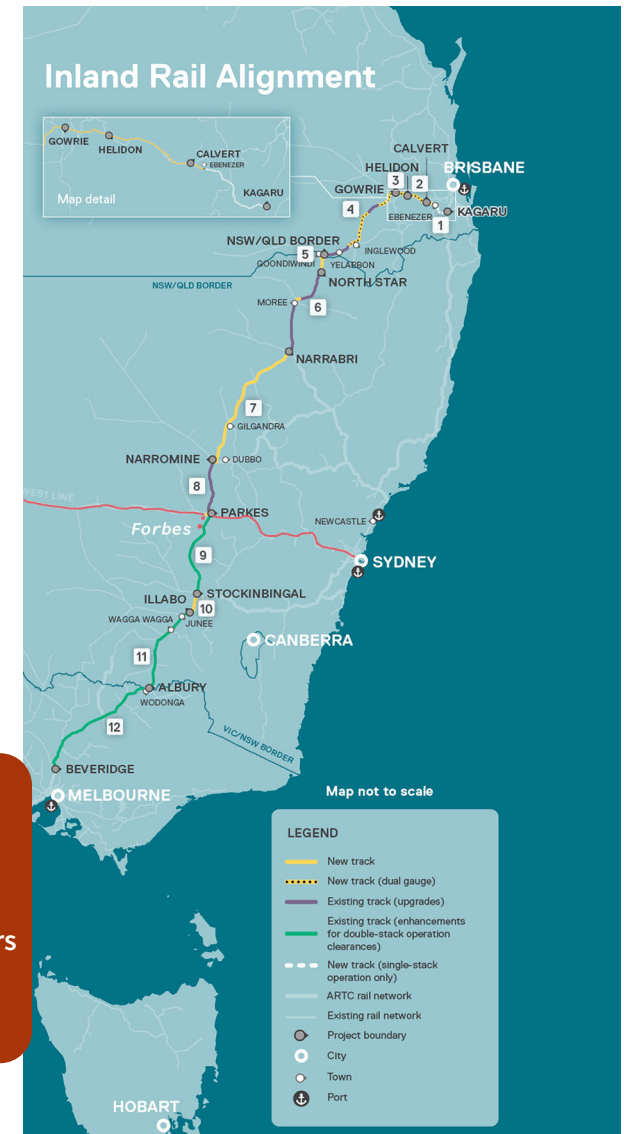 Inland Rail Alignment
GOWRIE
HELIDON
CALVERT
EBENEZER
KAGARU
Map detail
CALVERT
HELIDON
BRISBANE
3
2
GOWRIE
4
EBENEZER
KAGARU
1
NSW/QLD BORDER
INGLEWOOD
5
GOONDIWINDI
YELARBON
NSW/QLD BORDER
NORTH STAR
MOREE
6
NARRABRI
7
GILGANDRA
NARROMINE
DUBBO
8
WEST LINE
PARKES
Forbes
NEWCASTLE
9
SYDNEY
STOCKINBINGAL
ILLABO
10
WAGGA WAGGA
JUNEE
CANBERRA
11
ALBURY
WODONGA
12
VIC/NSW BORDER
BEVERIDGE
MELBOURNE
Map not to scale
LEGEND
New track
New track (dual gauge)
Existing track (upgrades)
Existing track (enhancements
for double-stack operation
clearances)
New track (single-stack
operation only)
ARTC rail network
Existing rail network
Project boundary
City
Town
Port
rs
HOBART